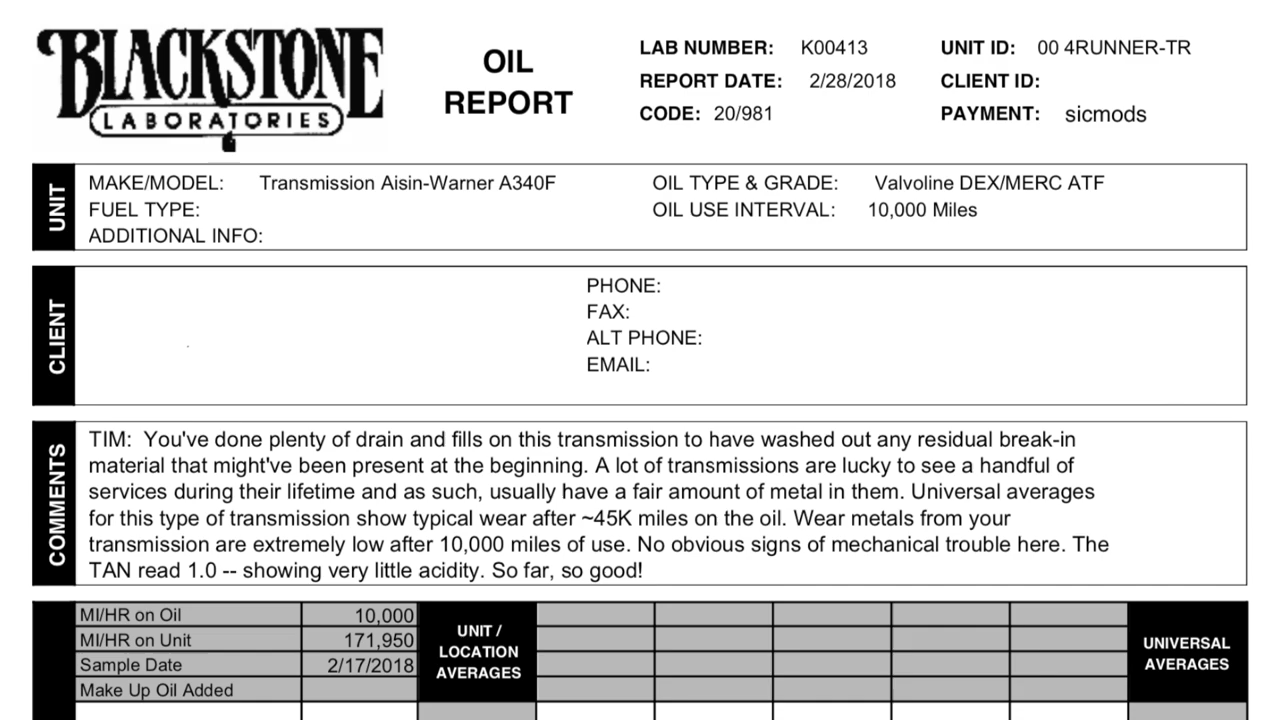 BLACKSTONE
LABORATORIES
OIL
REPORT
LAB NUMBER: K00413
REPORT DATE: 2/28/2018
CODE: 20/981
UNIT ID: 00 4RUNNER-TR
CLIENT ID:
PAYMENT: sicmods
UNIT
MAKE/MODEL: Transmission Aisin-Warner A340F
FUEL TYPE:
ADDITIONAL INFO:
OIL TYPE & GRADE: Valvoline DEX/MERC ATF
OIL USE INTERVAL: 10,000 Miles
CLIENT
PHONE:
FAX:
ALT PHONE:
EMAIL:
COMMENTS
TIM: You've done plenty of drain and fills on this transmission to have washed out any residual break-in
material that might've been present at the beginning. A lot of transmissions are lucky to see a handful of
services during their lifetime and as such, usually have a fair amount of metal in them. Universal averages
for this type of transmission show typical wear after ~45K miles on the oil. Wear metals from your
transmission are extremely low after 10,000 miles of use. No obvious signs of mechanical trouble here. The
TAN read 1.0 -- showing very little acidity. So far, so good!
MI/HR on Oil 10,000
MI/HR on Unit 171,950
Sample Date 2/17/2018
Make Up Oil Added
UNIT /
LOCATION
AVERAGES
UNIVERSAL
AVERAGES